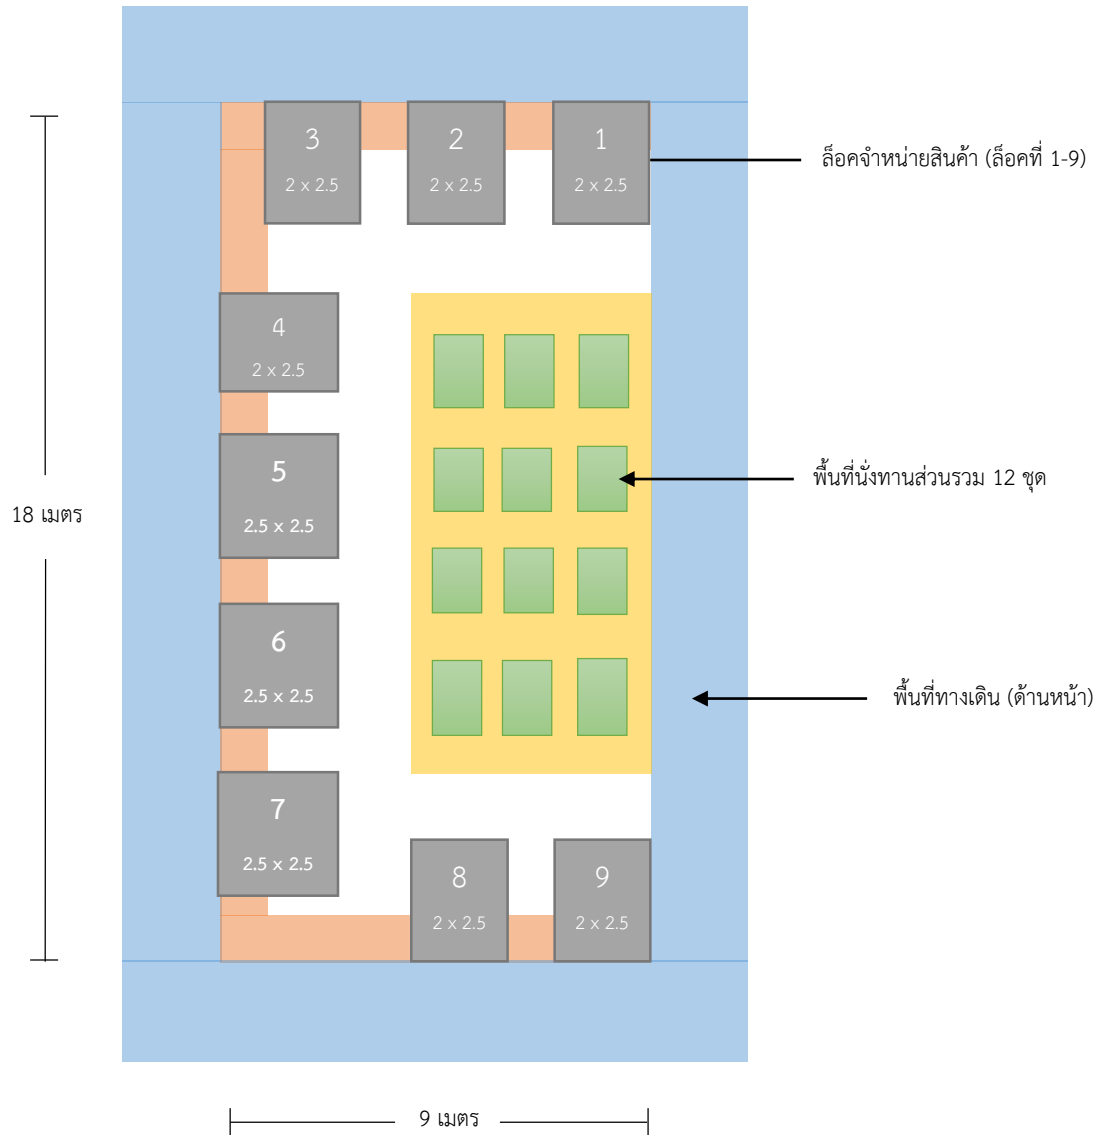 3
2 x 2.5
2
2 x 2.5
1
2 x 2.5
ล็อคจำหน่ายสินค้า (ล็อคที่ 1-9)
4
2 x 2.5
5
2.5 x 2.5
พื้นที่นั่งทานส่วนรวม 12 ชุด
18 เมตร
6
2.5 x 2.5
พื้นที่ทางเดิน (ด้านหน้า)
7
2.5 x 2.5
8
2 x 2.5
9
2 x 2.5
9 เมตร